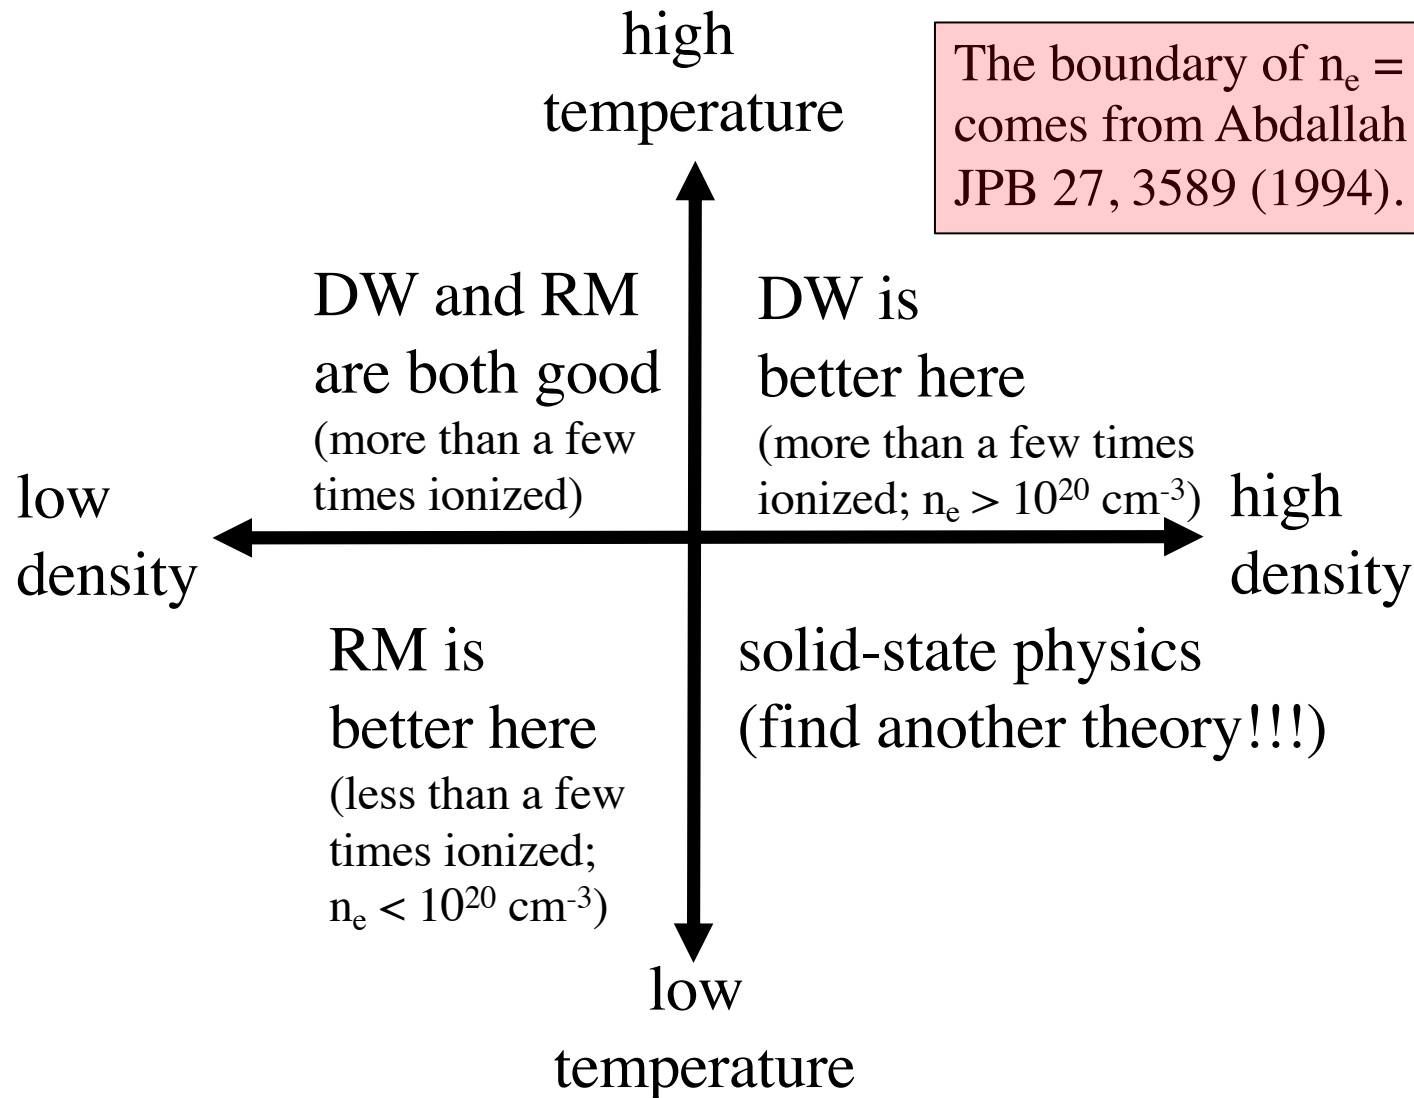 high
temperature
The boundary of nₑ =
comes from Abdallah
JPB 27, 3589 (1994).
DW and RM
are both good
(more than a few
times ionized)
DW is
better here
(more than a few times
ionized; nₑ > 10²⁰ cm⁻³)
low
density
high
density
RM is
better here
(less than a few
times ionized;
nₑ < 10²⁰ cm⁻³)
solid-state physics
(find another theory!!!)
low
temperature